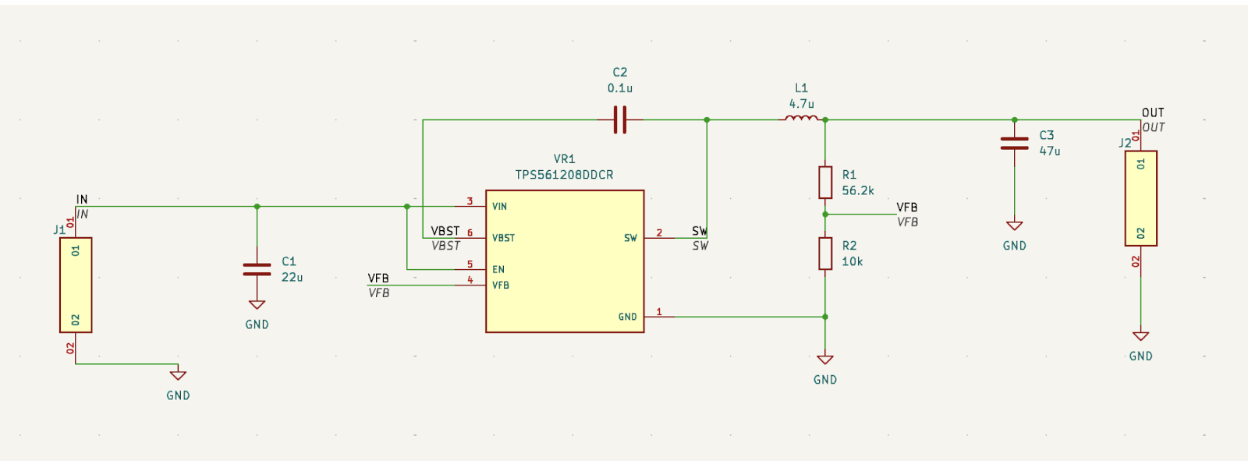 C2
0.1u
L1
4.7u
OUT
OUT
C3
47u
J2
01
01
02
02
GND
GND
VR1
TPS561208DDCR
R1
56.2k
VFB
VFB
R2
10k
GND
IN
IN
J1
01
01
02
02
GND
C1
22u
GND
3
VIN
VBST
VBST
6
VBST
5
EN
VFB
VFB
4
VFB
SW
2
SW
SW
GND
1